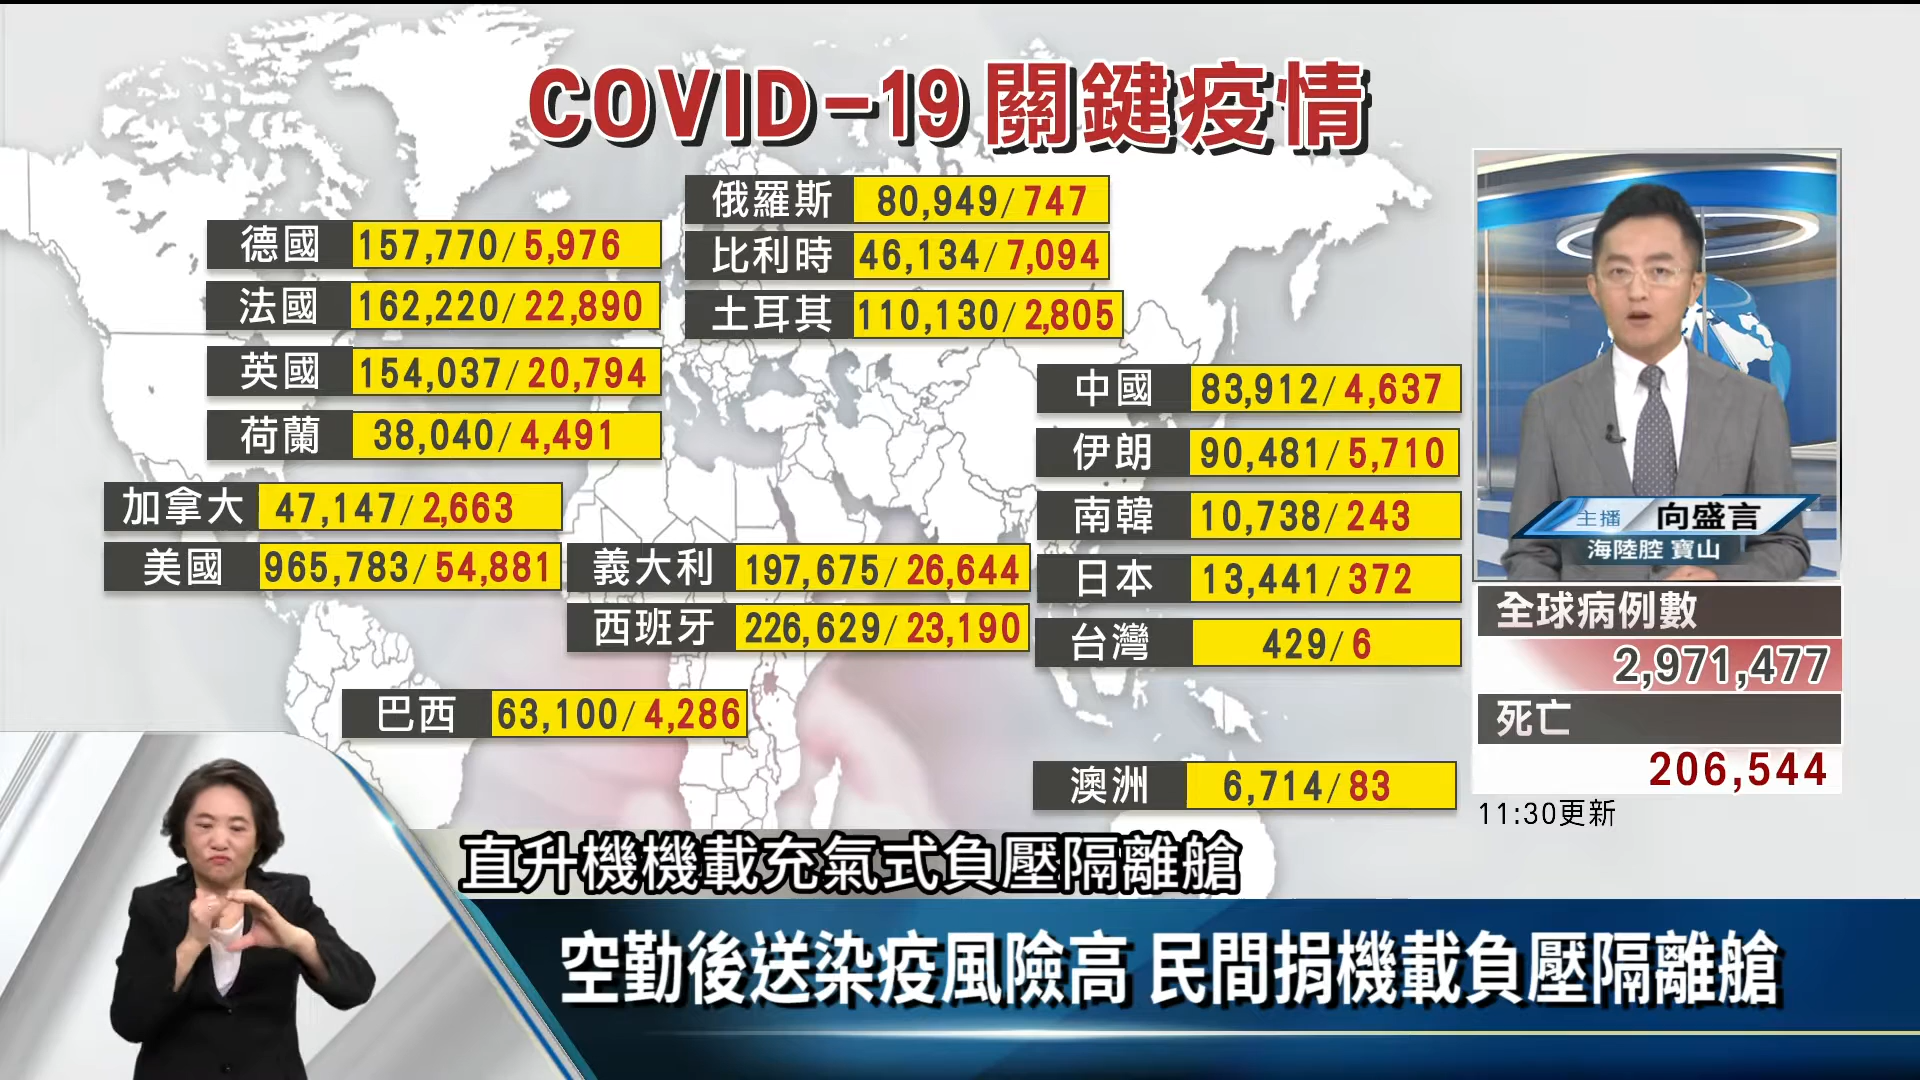 COVID-19關鍵疫情
俄羅斯 80,949/747
比利時 46,134/7,094
土耳其 110,130/2,805
德國 157,770/5,976
法國 162,220/22,890
英國 154,037/20,794
荷蘭 38,040/4,491
加拿大 47,147/2,663
美國 965,783/54,881
義大利 197,675/26,644
西班牙 226,629/23,190
巴西 63,100/4,286
中國 83,912/4,637
伊朗 90,481/5,710
南韓 10,738/243
日本 13,441/372
台灣 429/6
澳洲 6,714/83
主播 向盛言
海陸腔 寶山
全球病例數
2,971,477
死亡
206,544
11:30更新
直升機機載充氣式負壓隔離艙
空勤後送染疫風險高 民間捐機載負壓隔離艙